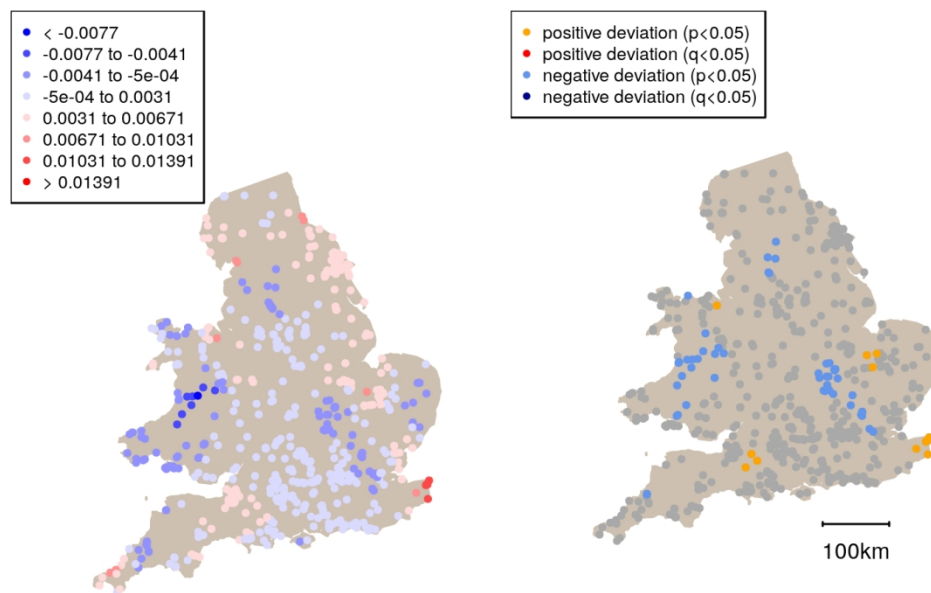 < -0.0077
-0.0077 to -0.0041
-0.0041 to -5e-04
-5e-04 to 0.0031
0.0031 to 0.00671
0.00671 to 0.01031
0.01031 to 0.01391
> 0.01391
positive deviation (p<0.05)
positive deviation (q<0.05)
negative deviation (p<0.05)
negative deviation (q<0.05)
100km